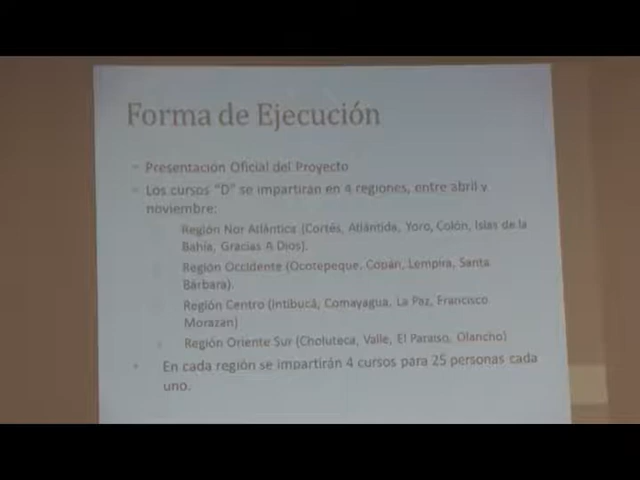 Forma de Ejecución
Presentación Oficial del Proyecto
Los cursos "D" se impartirán en 4 regiones, entre abril y
noviembre:
Región Nor Atlántica (Cortés, Atlántida, Yoro, Colón, Islas de la
Bahía, Gracias A Dios).
Región Occidente (Ocotepeque, Copán, Lempira, Santa
Bárbara).
Región Centro (Intibucá, Comayagua, La Paz, Francisco
Morazán)
Región Oriente Sur (Choluteca, Valle, El Paraíso, Olancho)
En cada región se impartirán 4 cursos para 25 personas cada
uno.